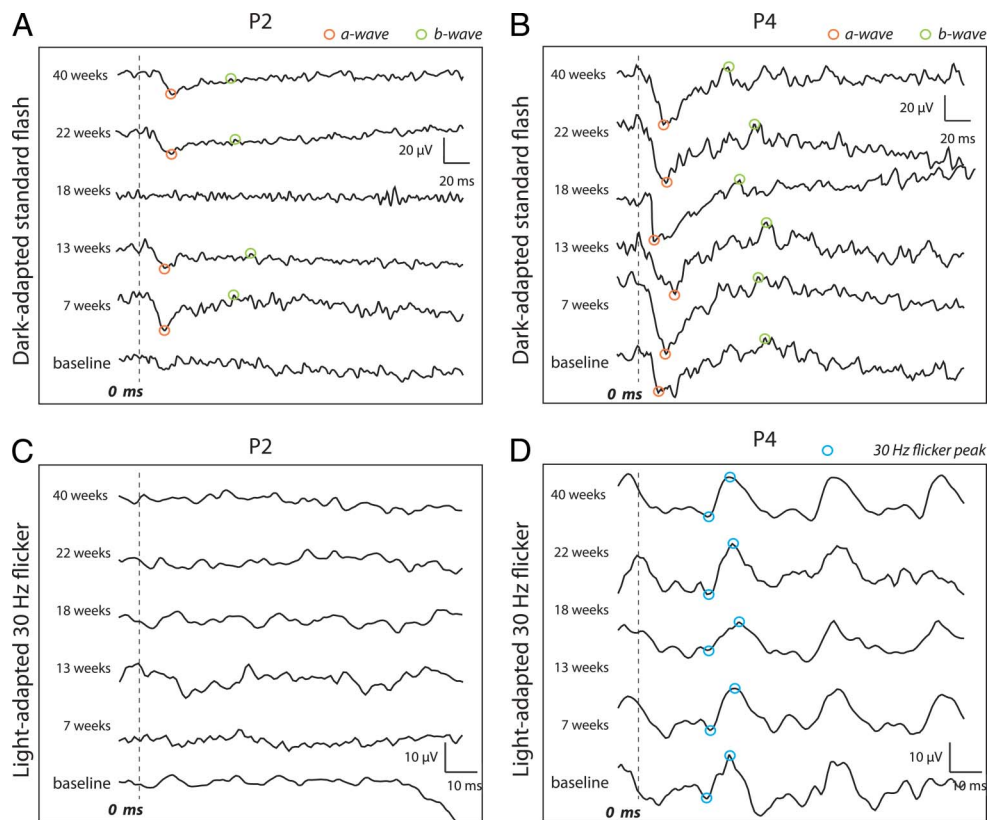 A
P2
a-wave
b-wave
Dark-adapted standard flash
40 weeks
22 weeks
20 µV
20 ms
18 weeks
13 weeks
7 weeks
baseline
0 ms
B
P4
a-wave
b-wave
Dark-adapted standard flash
40 weeks
20 µV
20 ms
22 weeks
18 weeks
13 weeks
7 weeks
baseline
0 ms
C
P2
Light-adapted 30 Hz flicker
40 weeks
22 weeks
18 weeks
13 weeks
7 weeks
10 µV
10 ms
baseline
0 ms
D
P4
30 Hz flicker peak
Light-adapted 30 Hz flicker
40 weeks
22 weeks
18 weeks
13 weeks
7 weeks
10 µV
10 ms
baseline
0 ms